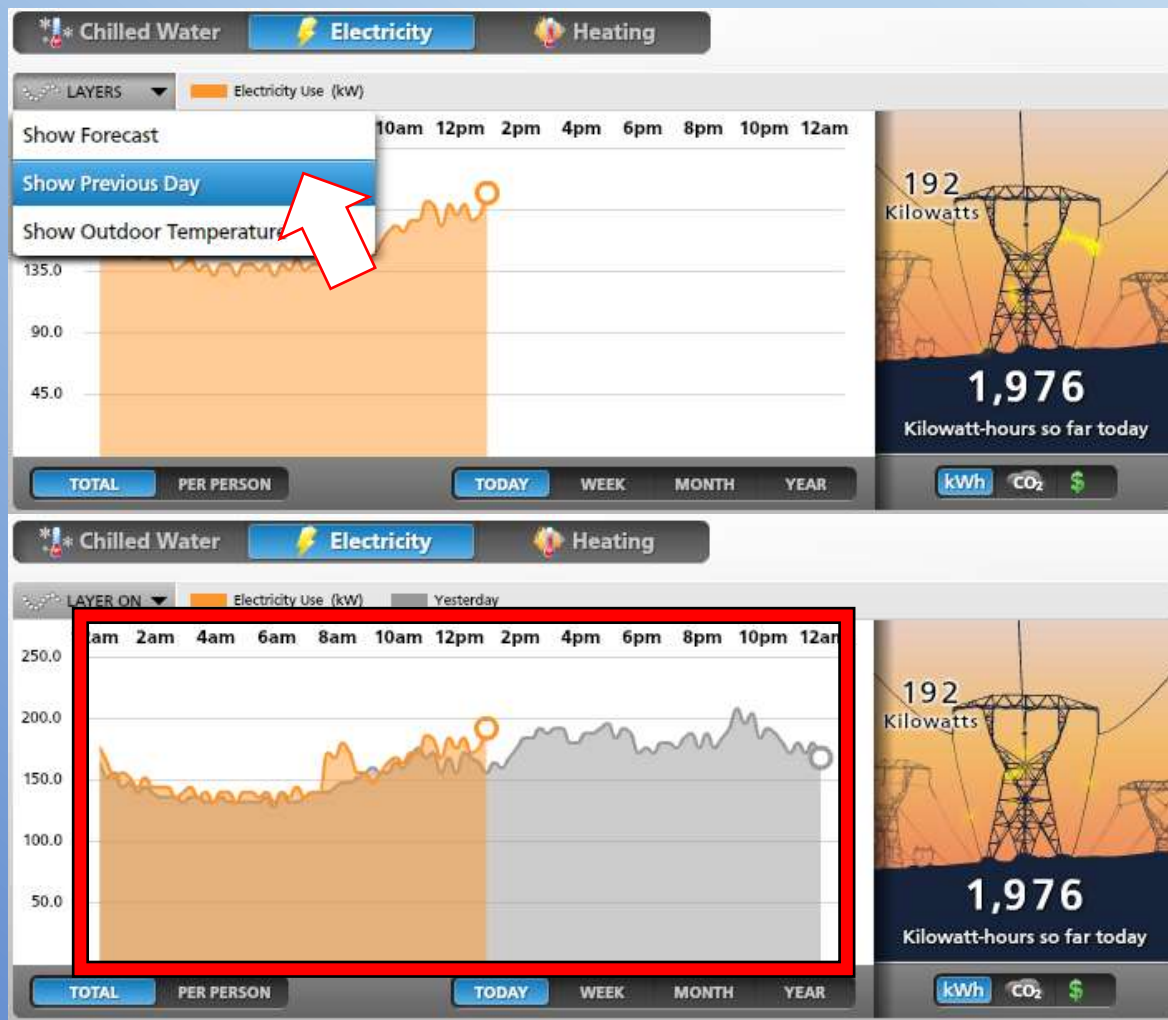 Chilled Water Electricity Heating
LAYERS Electricity Use (kW)
Show Forecast
Show Previous Day
Show Outdoor Temperature
10am 12pm 2pm 4pm 6pm 8pm 10pm 12am
135.0
90.0
45.0
192
Kilowatts
1,976
Kilowatt-hours so far today
TOTAL PER PERSON TODAY WEEK MONTH YEAR kWh CO₂ $
Chilled Water Electricity Heating
LAYER ON Electricity Use (kW) Yesterday
2am 4am 6am 8am 10am 12pm 2pm 4pm 6pm 8pm 10pm
250.0
200.0
150.0
100.0
50.0
192
Kilowatts
1,976
Kilowatt-hours so far today
TOTAL PER PERSON TODAY WEEK MONTH YEAR kWh CO₂ $